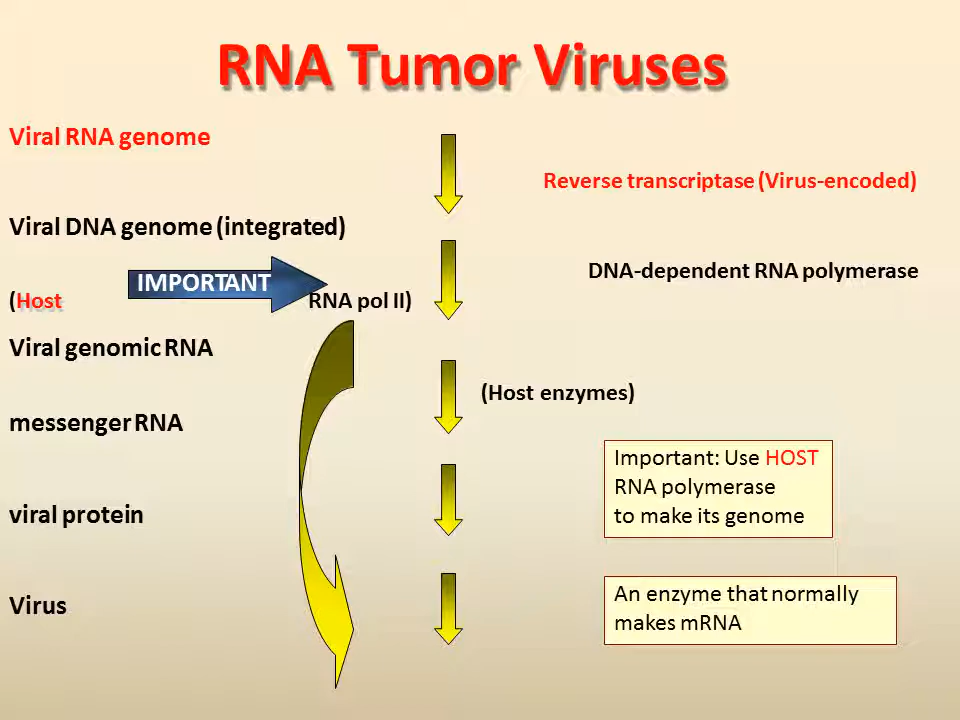 RNA Tumor Viruses
Viral RNA genome
Reverse transcriptase (Virus-encoded)
Viral DNA genome (integrated)
DNA-dependent RNA polymerase
IMPORTANT
(Host RNA pol II)
Viral genomic RNA
(Host enzymes)
messenger RNA
Important: Use HOST
RNA polymerase
to make its genome
viral protein
An enzyme that normally
makes mRNA
Virus